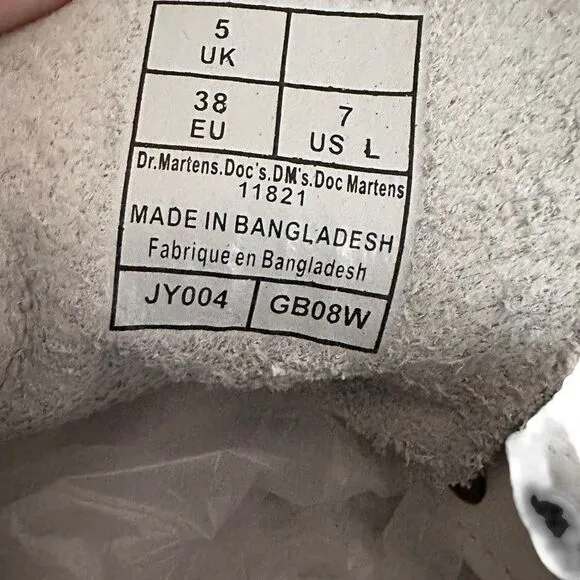 5
UK
38
EU
7
US L
Dr.Martens.Doc's.DM's.Doc Martens
11821
MADE IN BANGLADESH
Fabriqué en Bangladesh
JY004
GB08W